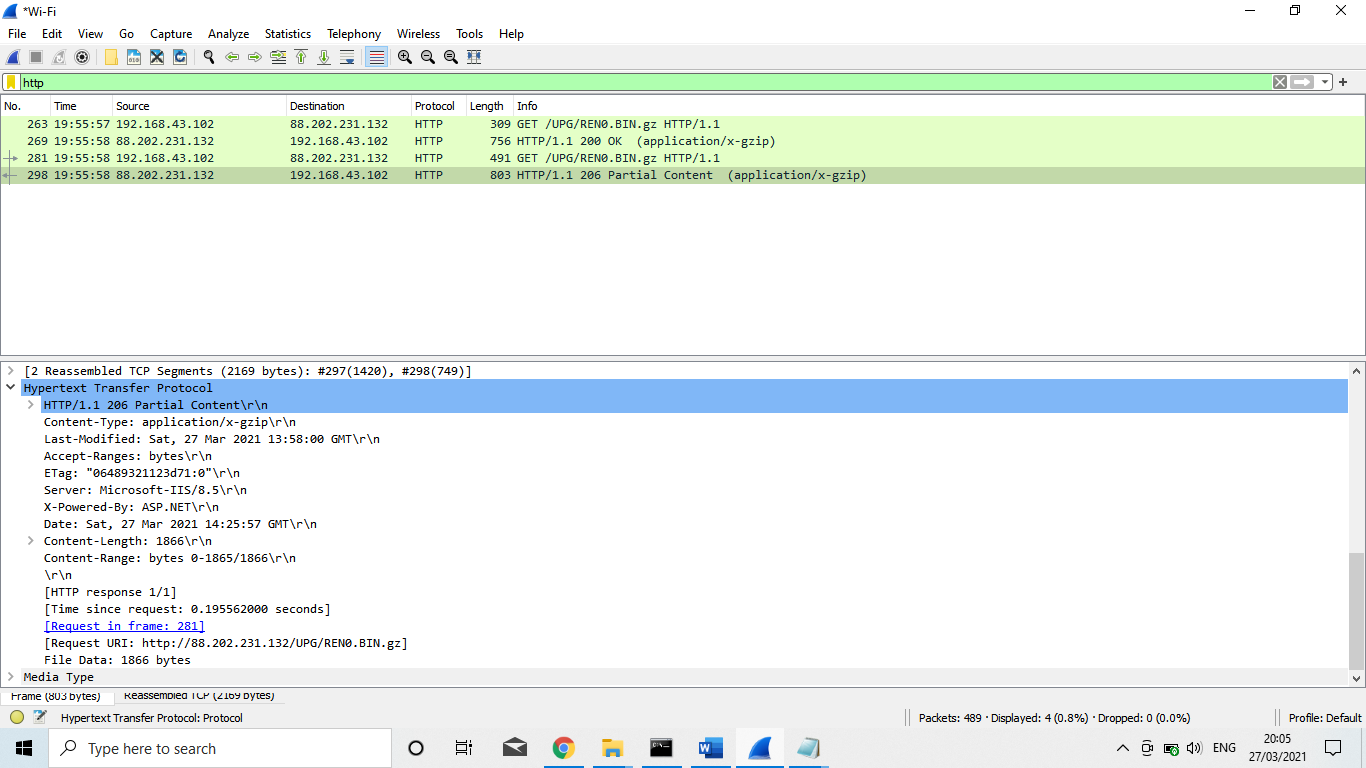 *Wi-Fi
File Edit View Go Capture Analyze Statistics Telephony Wireless Tools Help
http
No. Time Source Destination Protocol Length Info
263 19:55:57 192.168.43.102 88.202.231.132 HTTP 309 GET /UPG/REN0.BIN.gz HTTP/1.1
269 19:55:58 88.202.231.132 192.168.43.102 HTTP 756 HTTP/1.1 200 OK (application/x-gzip)
281 19:55:58 192.168.43.102 88.202.231.132 HTTP 491 GET /UPG/REN0.BIN.gz HTTP/1.1
298 19:55:58 88.202.231.132 192.168.43.102 HTTP 803 HTTP/1.1 206 Partial Content (application/x-gzip)
[2 Reassembled TCP Segments (2169 bytes): #297(1420), #298(749)]
Hypertext Transfer Protocol
HTTP/1.1 206 Partial Content\r\n
Content-Type: application/x-gzip\r\n
Last-Modified: Sat, 27 Mar 2021 13:58:00 GMT\r\n
Accept-Ranges: bytes\r\n
ETag: "06489321123d71:0"\r\n
Server: Microsoft-IIS/8.5\r\n
X-Powered-By: ASP.NET\r\n
Date: Sat, 27 Mar 2021 14:25:57 GMT\r\n
Content-Length: 1866\r\n
Content-Range: bytes 0-1865/1866\r\n
\r\n
[HTTP response 1/1]
[Time since request: 0.195562000 seconds]
[Request in frame: 281]
[Request URI: http://88.202.231.132/UPG/REN0.BIN.gz]
File Data: 1866 bytes
Media Type
Frame (803 bytes) Reassembled TCP (2169 bytes)
Hypertext Transfer Protocol: Protocol Packets: 489 · Displayed: 4 (0.8%) · Dropped: 0 (0.0%) Profile: Default
Type here to search ENG 20:05
27/03/2021